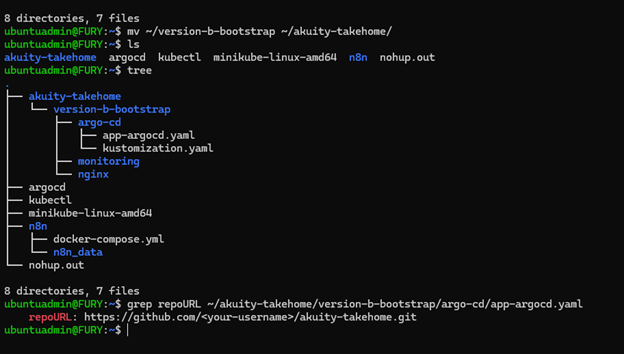 8 directories, 7 files
ubuntuadmin@FURY:~$ mv ~/version-b-bootstrap ~/akuity-takehome/
ubuntuadmin@FURY:~$ ls
akuity-takehome  argocd  kubectl  minikube-linux-amd64  n8n  nohup.out
ubuntuadmin@FURY:~$ tree
.
├── akuity-takehome
│   └── version-b-bootstrap
│       ├── argo-cd
│       │   ├── app-argocd.yaml
│       │   └── kustomization.yaml
│       ├── monitoring
│       └── nginx
├── argocd
├── kubectl
├── minikube-linux-amd64
├── n8n
│   ├── docker-compose.yml
│   └── n8n_data
└── nohup.out
8 directories, 7 files
ubuntuadmin@FURY:~$ grep repoURL ~/akuity-takehome/version-b-bootstrap/argo-cd/app-argocd.yaml
    repoURL: https://github.com/<your-username>/akuity-takehome.git
ubuntuadmin@FURY:~$